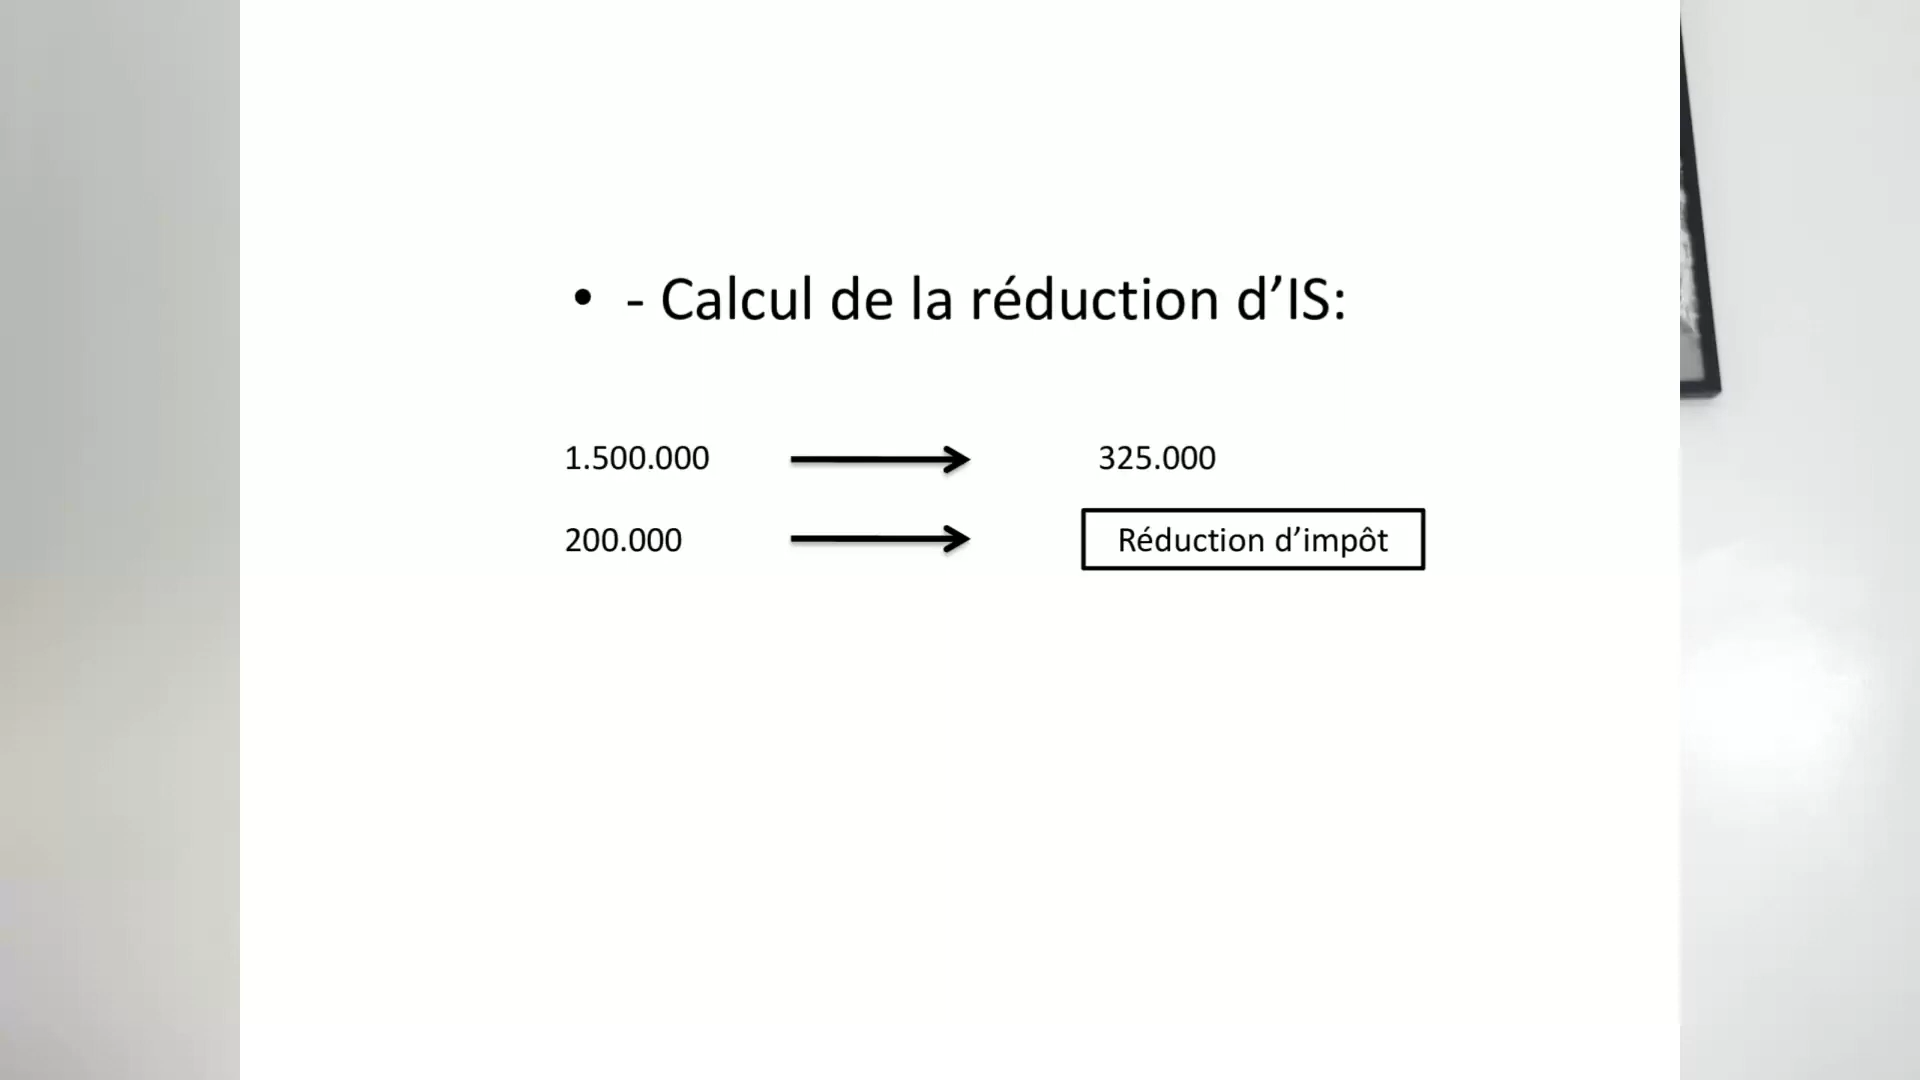 • - Calcul de la réduction d’IS:
1.500.000 325.000
200.000 Réduction d’impôt